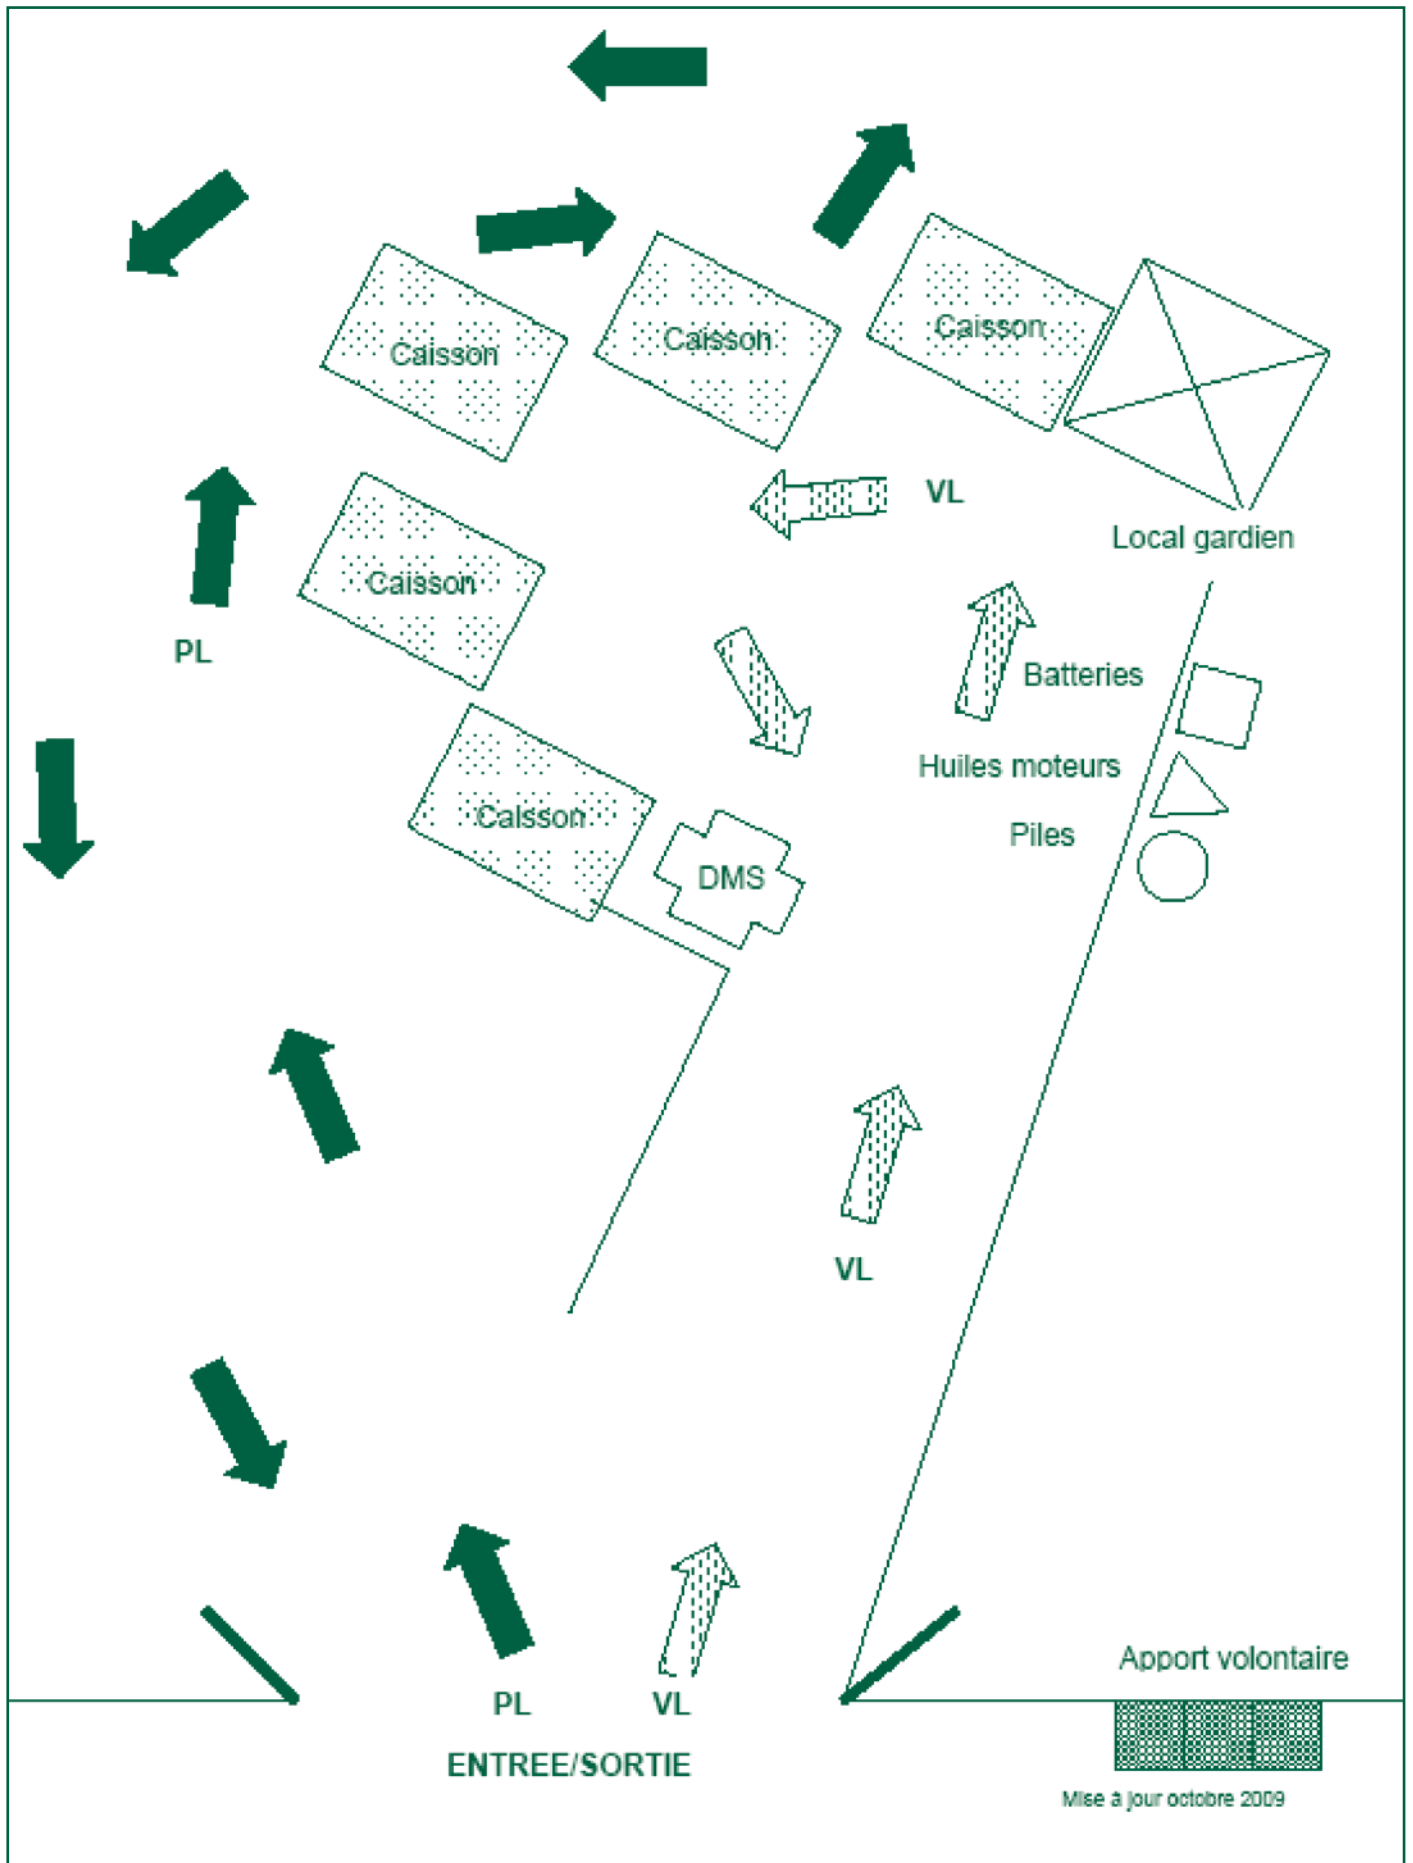 Caisson
Caisson
Caisson
VL
Local gardien
Caisson
PL
Batteries
Huiles moteurs
Caisson
Piles
DMS
VL
Apport volontaire
PL
VL
ENTREE/SORTIE
Mise à jour octobre 2009